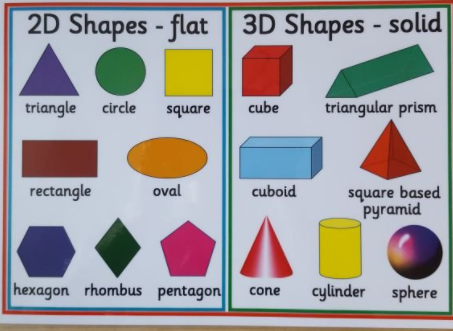 2D Shapes - flat
triangle circle square
rectangle oval
hexagon rhombus pentagon
3D Shapes - solid
cube triangular prism
cuboid square based
pyramid
cone cylinder sphere